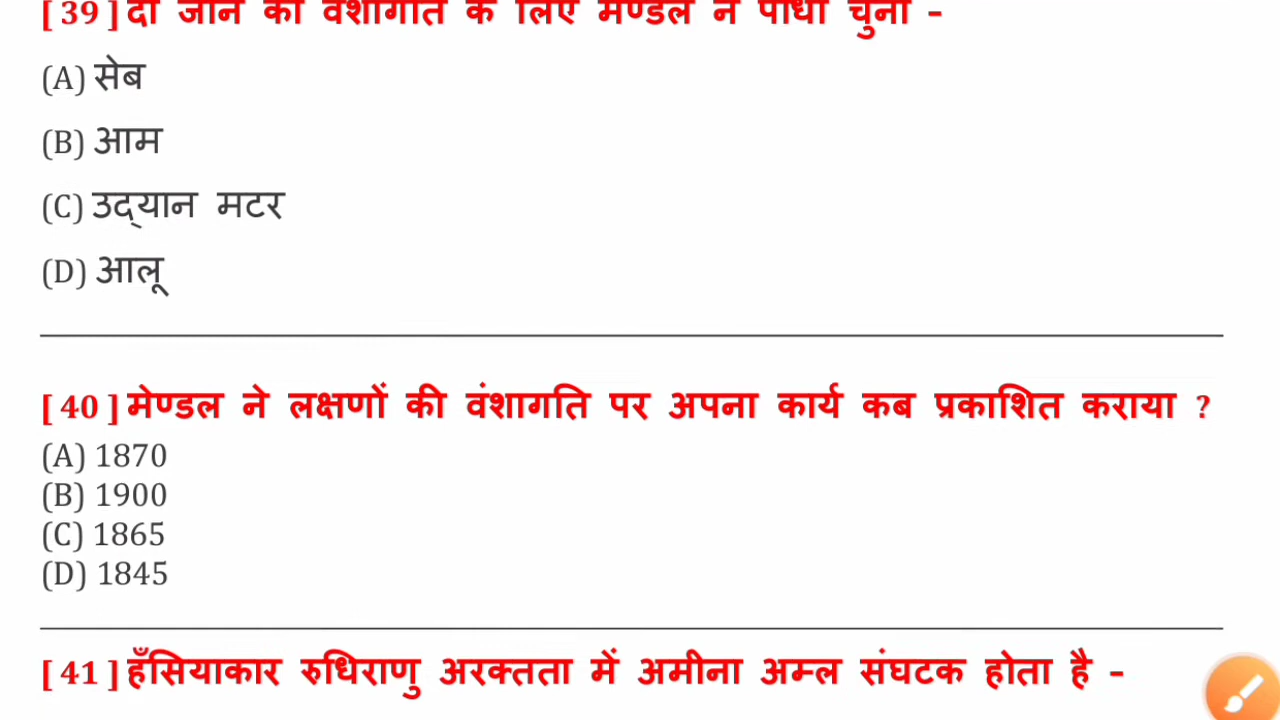 [ 39 ] दो जीन की वंशागति के लिए मेण्डल ने पौधा चुना -
(A) सेब
(B) आम
(C) उद्यान मटर
(D) आलू
[ 40 ] मेण्डल ने लक्षणों की वंशागति पर अपना कार्य कब प्रकाशित कराया ?
(A) 1870
(B) 1900
(C) 1865
(D) 1845
[ 41 ] हँसियाकार रुधिराणु अरक्तता में अमीना अम्ल संघटक होता है -